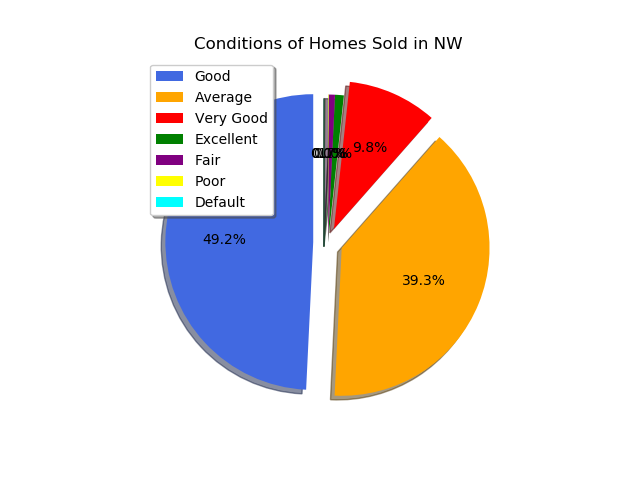 Conditions of Homes Sold in NW
Good
Average
Very Good
Excellent
Fair
Poor
Default
9.8%
49.2%
39.3%